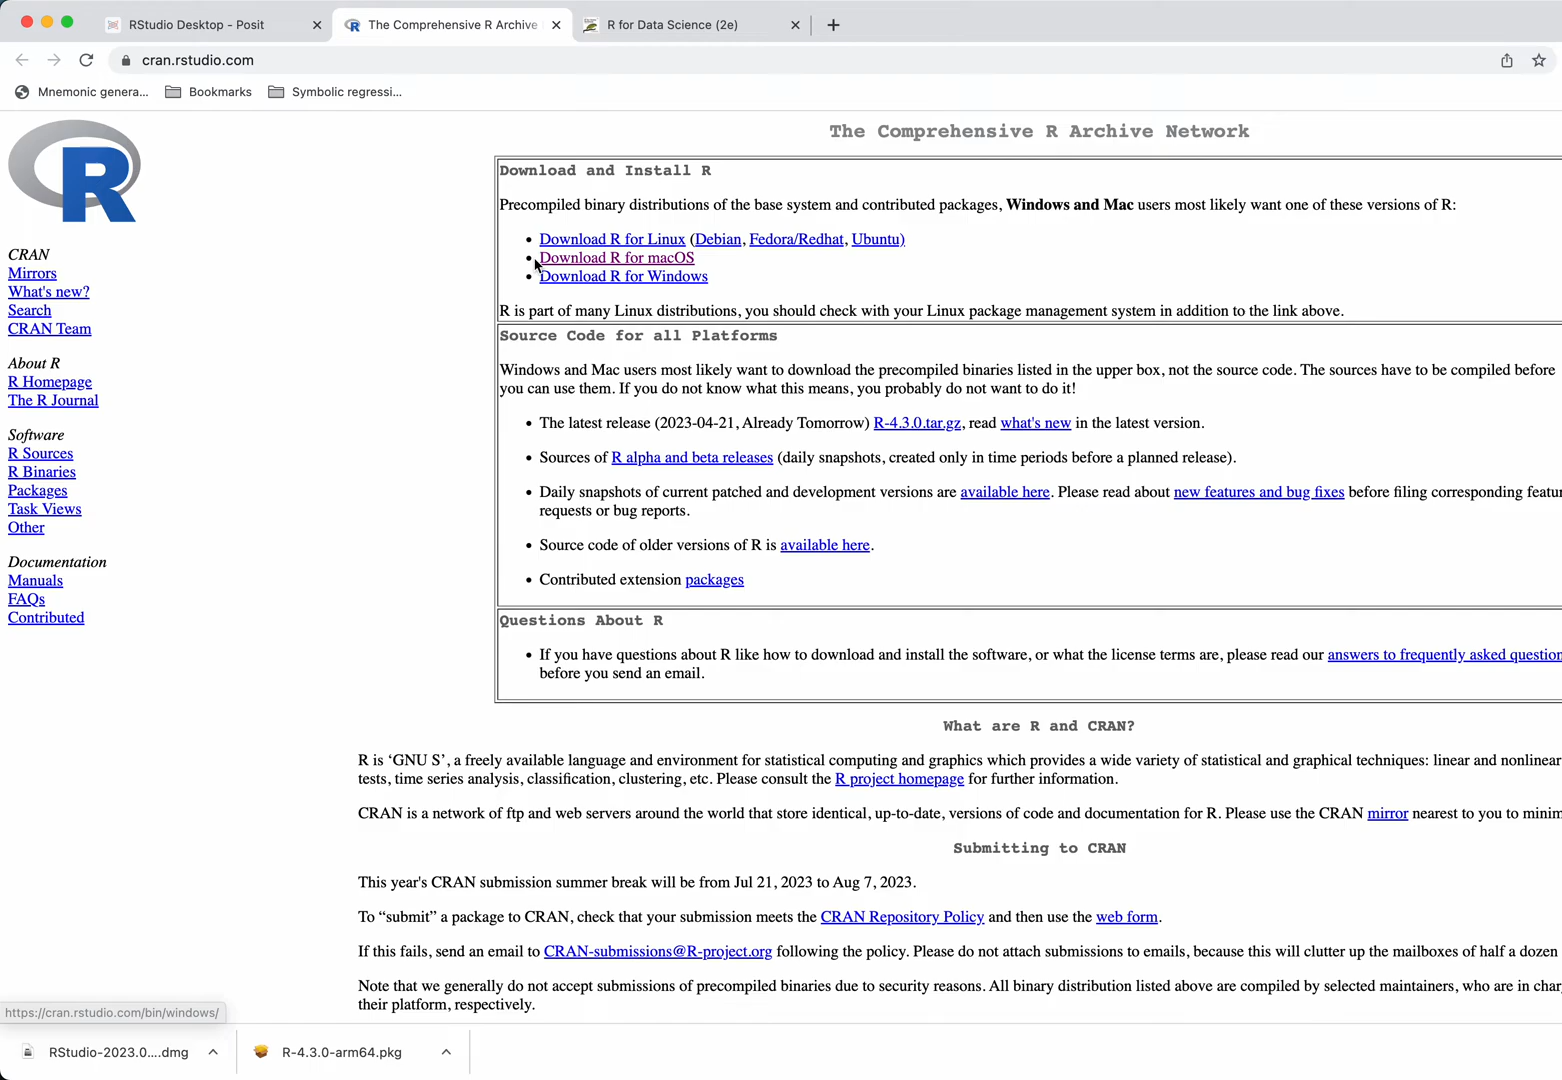 RStudio Desktop - Posit
The Comprehensive R Archive
R for Data Science (2e)
cran.rstudio.com
Mnemonic genera...
Bookmarks
Symbolic regressi...
R
CRAN
Mirrors
What's new?
Search
CRAN Team
About R
R Homepage
The R Journal
Software
R Sources
R Binaries
Packages
Task Views
Other
Documentation
Manuals
FAQs
Contributed
The Comprehensive R Archive Network
Download and Install R
Precompiled binary distributions of the base system and contributed packages, Windows and Mac users most likely want one of these versions of R:
• Download R for Linux (Debian, Fedora/Redhat, Ubuntu)
• Download R for macOS
• Download R for Windows
R is part of many Linux distributions, you should check with your Linux package management system in addition to the link above.
Source Code for all Platforms
Windows and Mac users most likely want to download the precompiled binaries listed in the upper box, not the source code. The sources have to be compiled before
you can use them. If you do not know what this means, you probably do not want to do it!
• The latest release (2023-04-21, Already Tomorrow) R-4.3.0.tar.gz, read what's new in the latest version.
• Sources of R alpha and beta releases (daily snapshots, created only in time periods before a planned release).
• Daily snapshots of current patched and development versions are available here. Please read about new features and bug fixes before filing corresponding featur
requests or bug reports.
• Source code of older versions of R is available here.
• Contributed extension packages
Questions About R
• If you have questions about R like how to download and install the software, or what the license terms are, please read our answers to frequently asked question
before you send an email.
What are R and CRAN?
R is ‘GNU S’, a freely available language and environment for statistical computing and graphics which provides a wide variety of statistical and graphical techniques: linear and nonlinear
tests, time series analysis, classification, clustering, etc. Please consult the R project homepage for further information.
CRAN is a network of ftp and web servers around the world that store identical, up-to-date, versions of code and documentation for R. Please use the CRAN mirror nearest to you to minim
Submitting to CRAN
This year's CRAN submission summer break will be from Jul 21, 2023 to Aug 7, 2023.
To “submit” a package to CRAN, check that your submission meets the CRAN Repository Policy and then use the web form.
If this fails, send an email to CRAN-submissions@R-project.org following the policy. Please do not attach submissions to emails, because this will clutter up the mailboxes of half a dozen
Note that we generally do not accept submissions of precompiled binaries due to security reasons. All binary distribution listed above are compiled by selected maintainers, who are in char
their platform, respectively.
https://cran.rstudio.com/bin/windows/
RStudio-2023.0....dmg
R-4.3.0-arm64.pkg